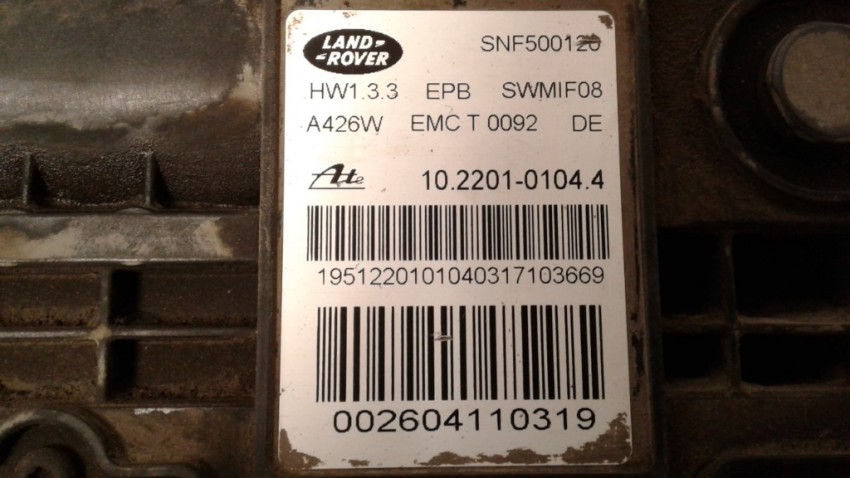 LAND ROVER
SNF500120
HW1.3.3 EPB SWMIF08
A426W EMC T 0092 DE
Ate 10.2201-0104.4
1951220101040317103669
002604110319